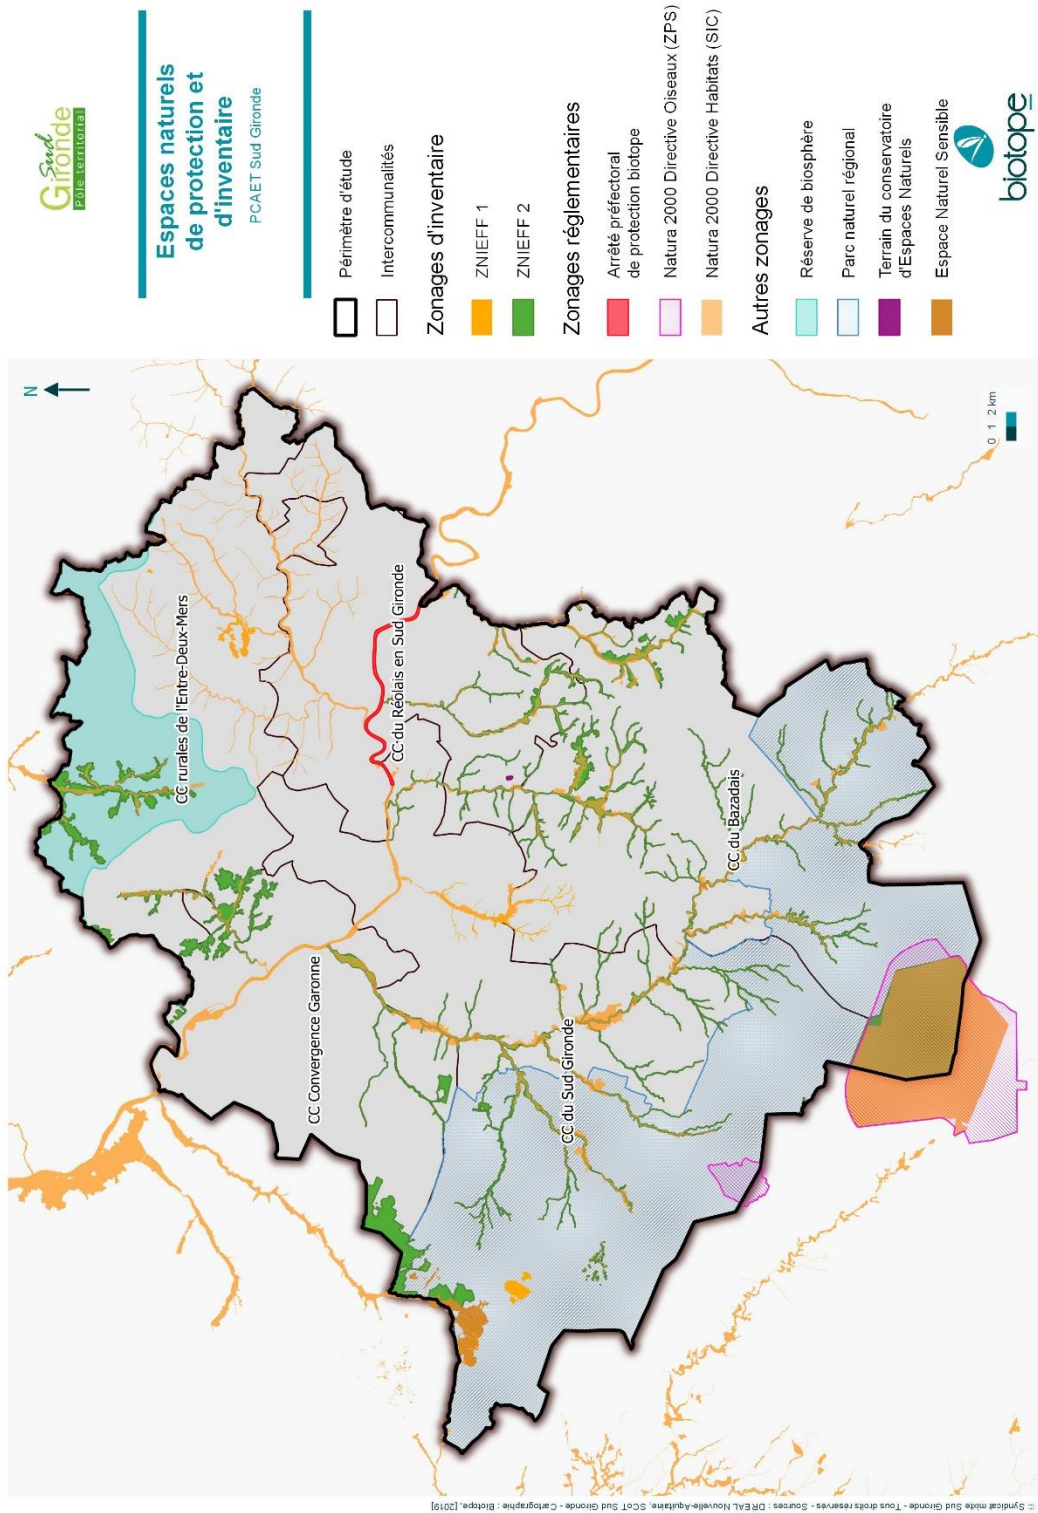 Sud
Gironde
Pôle territorial
Espaces naturels
de protection et
d'inventaire
PCAET Sud Gironde
Périmètre d'étude
Intercommunalités
Zonages d'inventaire
ZNIEFF 1
ZNIEFF 2
Zonages réglementaires
Arrêté préfectoral
de protection biotope
Natura 2000 Directive Oiseaux (ZPS)
Natura 2000 Directive Habitats (SIC)
Autres zonages
Réserve de biosphère
Parc naturel régional
Terrain du conservatoire
d'Espaces Naturels
Espace Naturel Sensible
biotope
N
CC rurales de l'Entre-Deux-Mers
CC du Réolais en Sud Gironde
CC Convergence Garonne
CC du Bazadais
CC du Sud Gironde
0 1 2 km
© Syndicat mixte Sud Gironde - Tous droits réservés - Sources : DREAL Nouvelle-Aquitaine, SCoT Sud Gironde - Cartographie : Biotope, [2019]